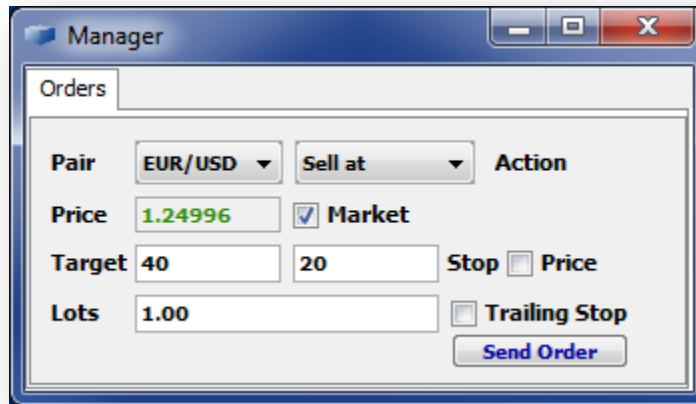 Manager
Orders
Pair EUR/USD Sell at Action
Price 1.24996 Market
Target 40 20 Stop Price
Lots 1.00 Trailing Stop
Send Order